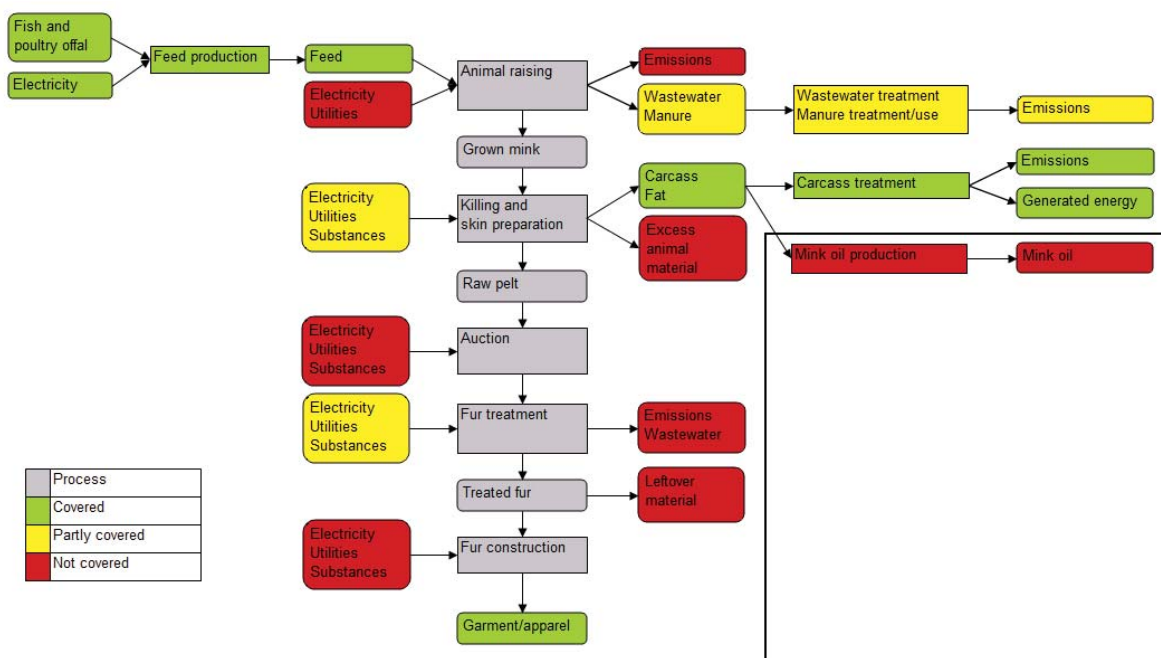 Fish and
poultry offal
Electricity
Feed production
Feed
Electricity
Utilities
Animal raising
Emissions
Wastewater
Manure
Wastewater treatment
Manure treatment/use
Emissions
Grown mink
Electricity
Utilities
Substances
Killing and
skin preparation
Carcass
Fat
Carcass treatment
Emissions
Generated energy
Excess
animal
material
Mink oil production
Mink oil
Raw pelt
Electricity
Utilities
Substances
Auction
Electricity
Utilities
Substances
Fur treatment
Emissions
Wastewater
Treated fur
Leftover
material
Electricity
Utilities
Substances
Fur construction
Garment/apparel
Process
Covered
Partly covered
Not covered